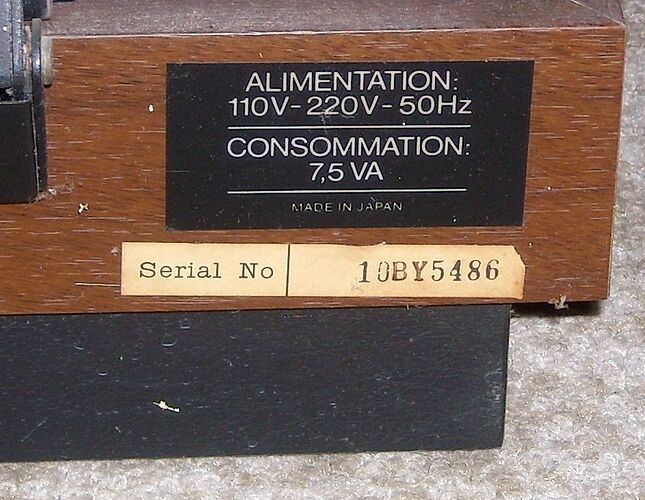 ALIMENTATION:
110V-220V-50Hz
CONSOMMATION:
7,5 VA
MADE IN JAPAN
Serial No 10BY5486